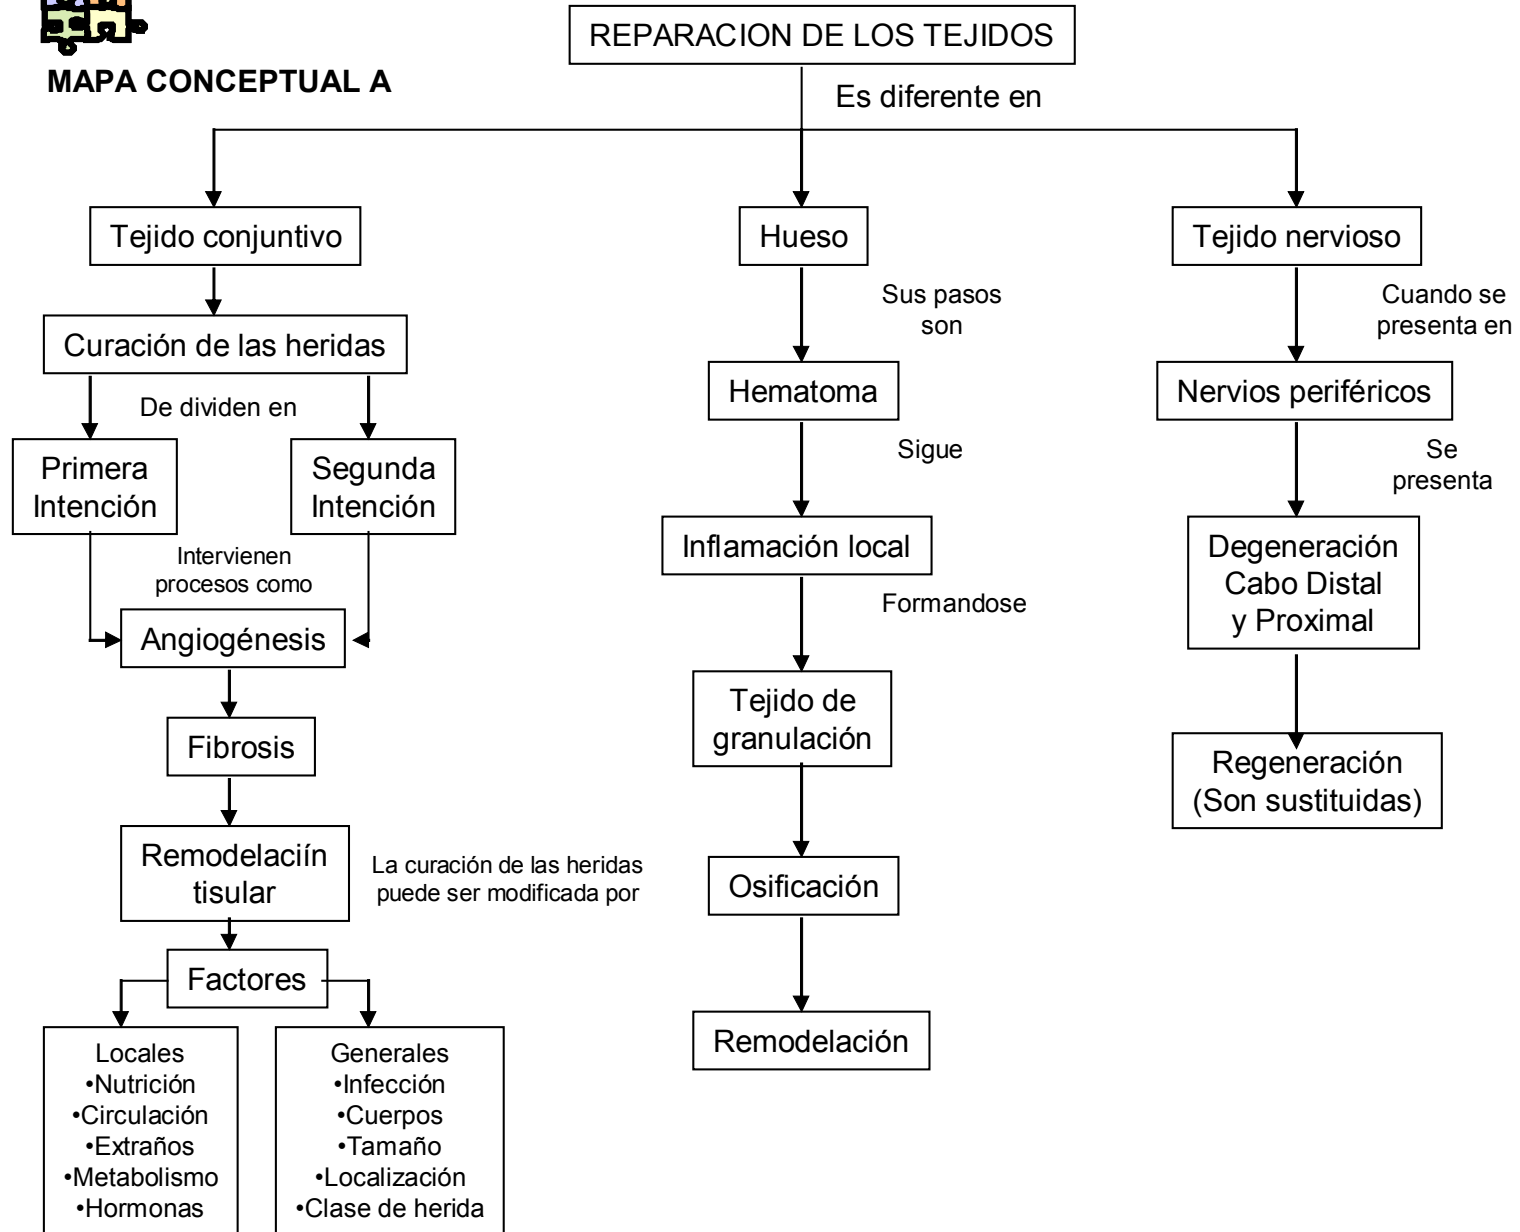 REPARACION DE LOS TEJIDOS
MAPA CONCEPTUAL A
Es diferente en
Tejido conjuntivo
Hueso
Tejido nervioso
Sus pasos
son
Cuando se
presenta en
Curación de las heridas
Hematoma
Nervios periféricos
De dividen en
Sigue
Se
presenta
Primera
Intención
Segunda
Intención
Intervienen
procesos como
Inflamación local
Degeneración
Cabo Distal
y Proximal
Formandose
Angiogénesis
Tejido de
granulación
Fibrosis
Regeneración
(Son sustituidas)
Remodelaciín
tisular
La curación de las heridas
puede ser modificada por
Osificación
Factores
Remodelación
Locales
•Nutrición
•Circulación
•Extraños
•Metabolismo
•Hormonas
Generales
•Infección
•Cuerpos
•Tamaño
•Localización
•Clase de herida